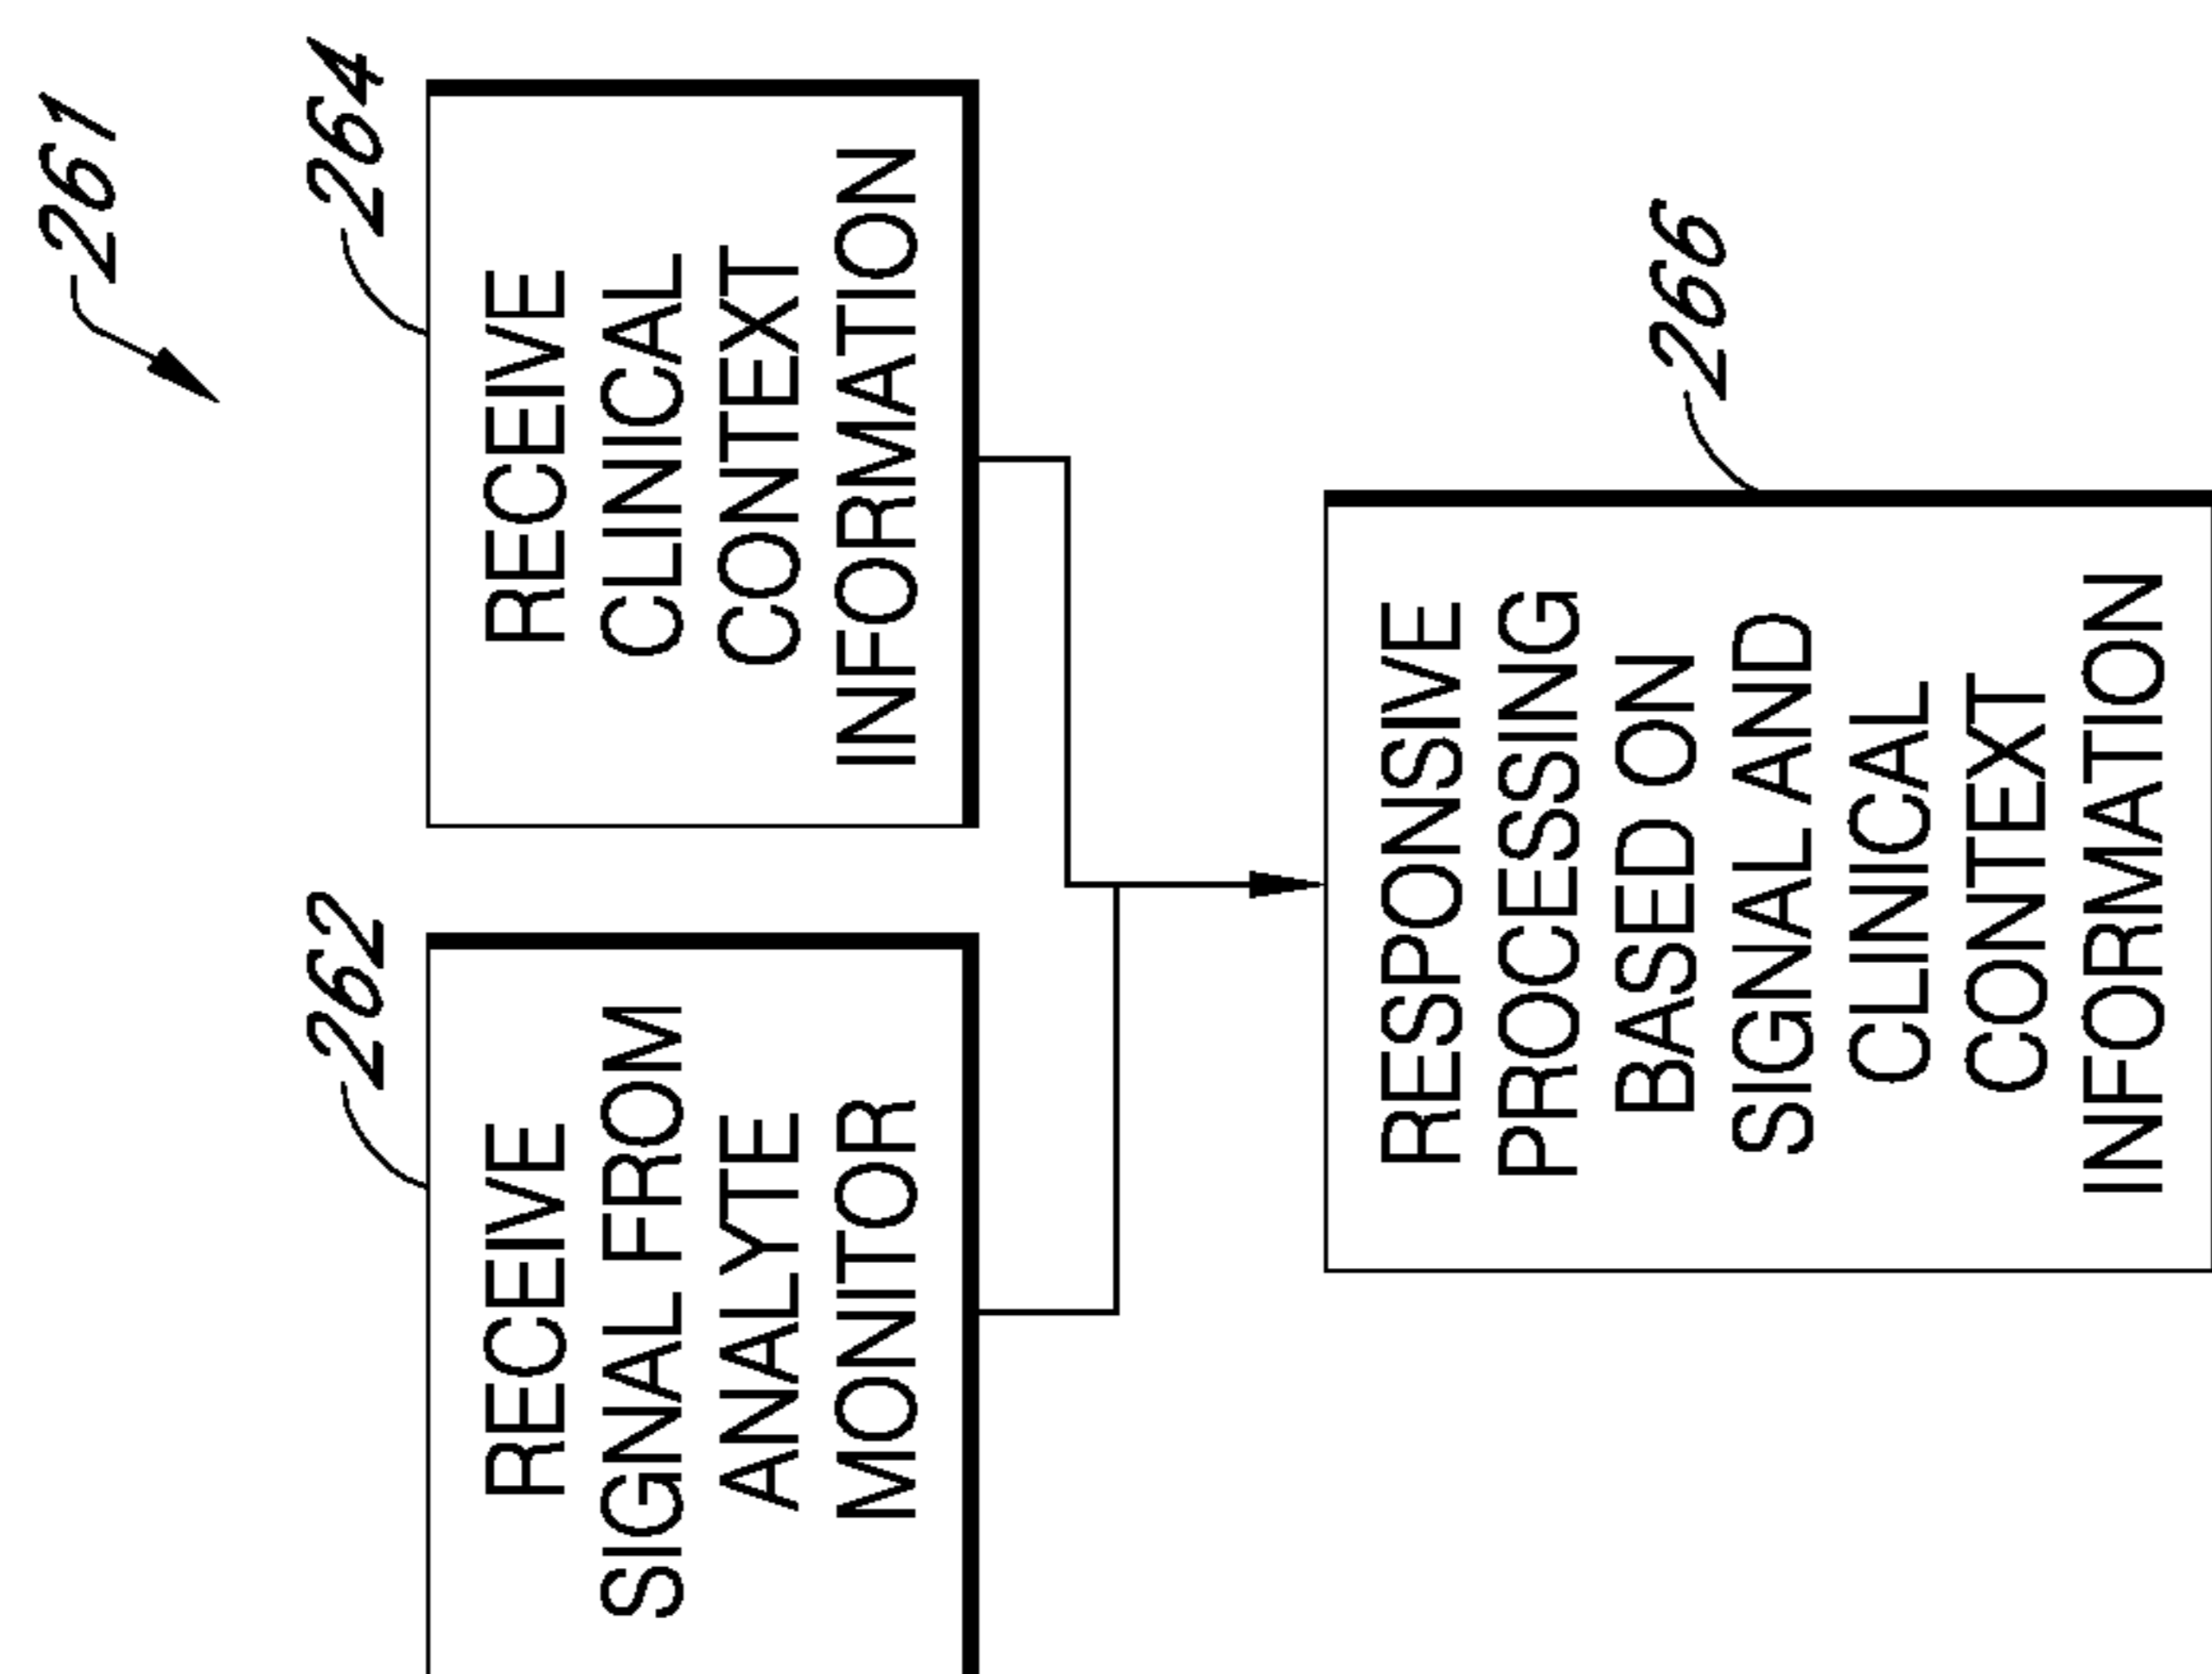 261
262
RECEIVE
SIGNAL FROM
ANALYTE
MONITOR
264
RECEIVE
CLINICAL
CONTEXT
INFORMATION
266
RESPONSIVE
PROCESSING
BASED ON
SIGNAL AND
CLINICAL
CONTEXT
INFORMATION